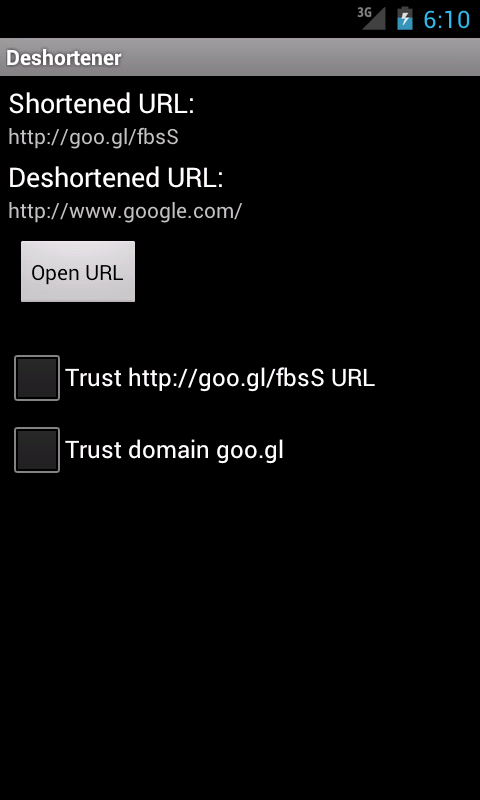 3G 6:10
Deshortener
Shortened URL:
http://goo.gl/fbsS
Deshortened URL:
http://www.google.com/
Open URL
Trust http://goo.gl/fbsS URL
Trust domain goo.gl